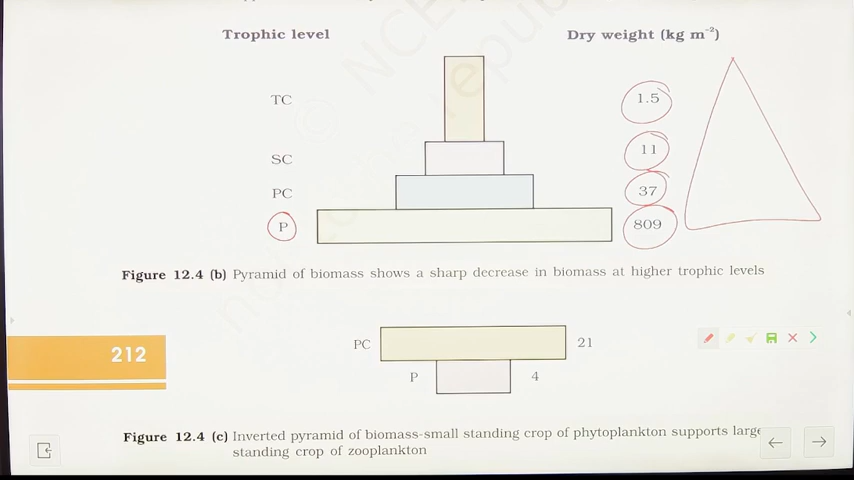 Trophic level Dry weight (kg m⁻²)
TC 1.5
SC 11
PC 37
P 809
Figure 12.4 (b) Pyramid of biomass shows a sharp decrease in biomass at higher trophic levels
212
PC 21
P 4
Figure 12.4 (c) Inverted pyramid of biomass-small standing crop of phytoplankton supports large
standing crop of zooplankton